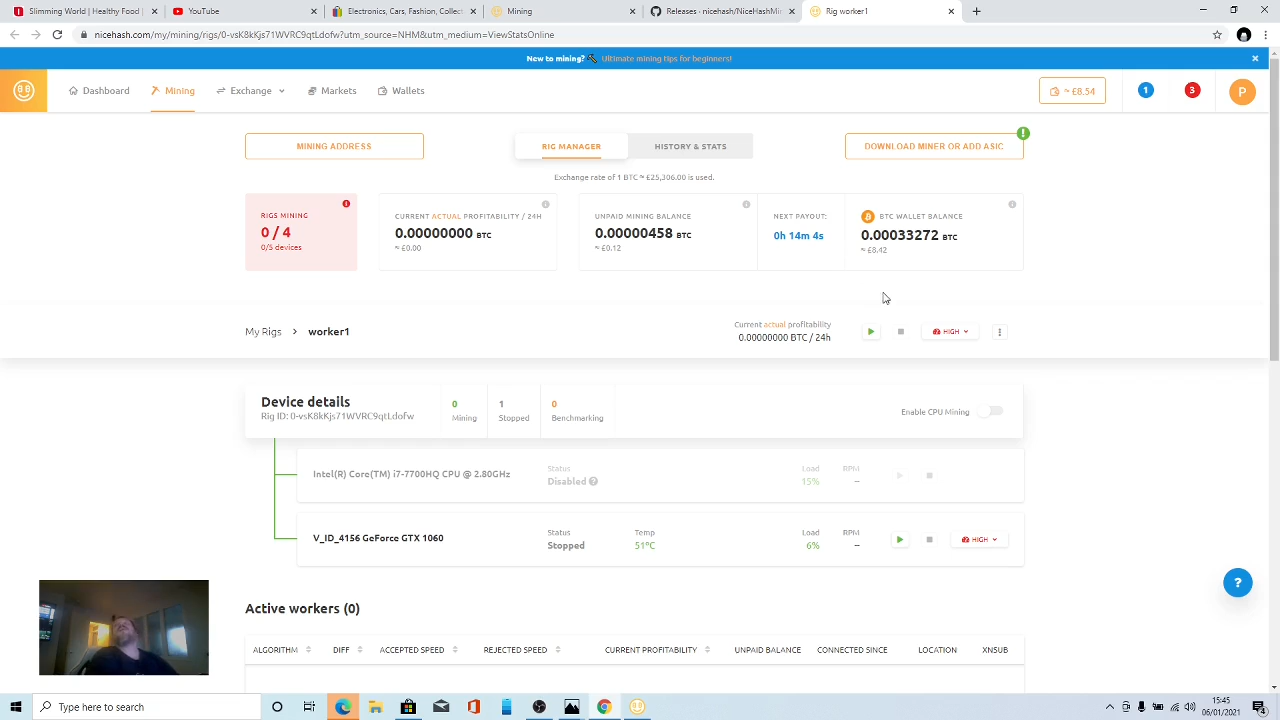 Slimming World | Food | 
YouTube
Electronics, Cars, Fashion, Collect
Mining
Releases · nicehash/NiceHashMin
Rig worker1
nicehash.com/my/mining/rigs/0-vsK8kKjs71WVRC9qtLdofw?utm_source=NHM&utm_medium=ViewStatsOnline
New to mining? Ultimate mining tips for beginners!
Dashboard
Mining
Exchange
Markets
Wallets
≈ £8.54
1
3
P
MINING ADDRESS
RIG MANAGER
HISTORY & STATS
DOWNLOAD MINER OR ADD ASIC
Exchange rate of 1 BTC ≈ £25,306.00 is used.
RIGS MINING
0 / 4
0/5 devices
CURRENT ACTUAL PROFITABILITY / 24H
0.00000000 BTC
≈ £0.00
UNPAID MINING BALANCE
0.00000458 BTC
≈ £0.12
NEXT PAYOUT:
0h 14m 4s
BTC WALLET BALANCE
0.00033272 BTC
≈ £8.42
My Rigs > worker1
Current actual profitability
0.00000000 BTC / 24h
HIGH
Device details
Rig ID: 0-vsK8kKjs71WVRC9qtLdofw
0
Mining
1
Stopped
0
Benchmarking
Enable CPU Mining
Intel(R) Core(TM) i7-7700HQ CPU @ 2.80GHz
Status
Disabled
Load
15%
RPM
–
V_ID_4156 GeForce GTX 1060
Status
Stopped
Temp
51°C
Load
6%
RPM
–
HIGH
?
Active workers (0)
ALGORITHM
DIFF
ACCEPTED SPEED
REJECTED SPEED
CURRENT PROFITABILITY
UNPAID BALANCE
CONNECTED SINCE
LOCATION
XNSUB
Type here to search
15:45
06/01/2021
4